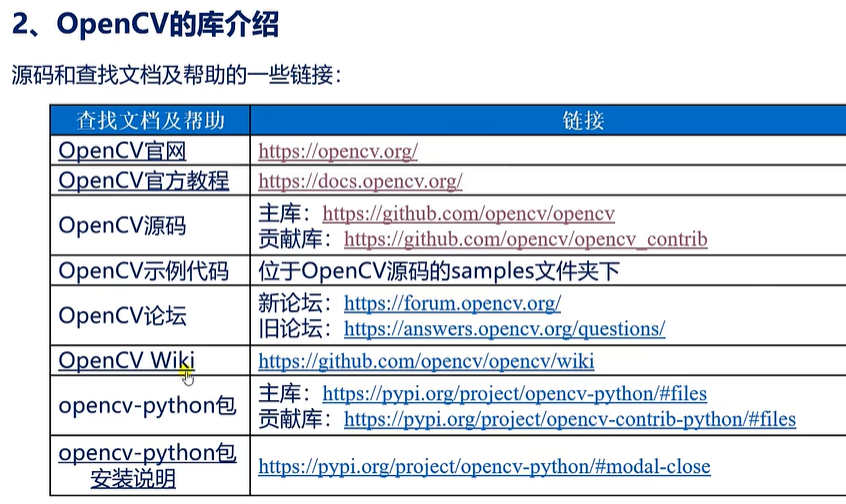 2、OpenCV的库介绍
源码和查找文档及帮助的一些链接：
查找文档及帮助 链接
OpenCV官网 https://opencv.org/
OpenCV官方教程 https://docs.opencv.org/
OpenCV源码
主库：https://github.com/opencv/opencv
贡献库：https://github.com/opencv/opencv_contrib
OpenCV示例代码 位于OpenCV源码的samples文件夹下
OpenCV论坛
新论坛：https://forum.opencv.org/
旧论坛：https://answers.opencv.org/questions/
OpenCV Wiki https://github.com/opencv/opencv/wiki
opencv-python包
主库：https://pypi.org/project/opencv-python/#files
贡献库：https://pypi.org/project/opencv-contrib-python/#files
opencv-python包
安装说明
https://pypi.org/project/opencv-python/#modal-close